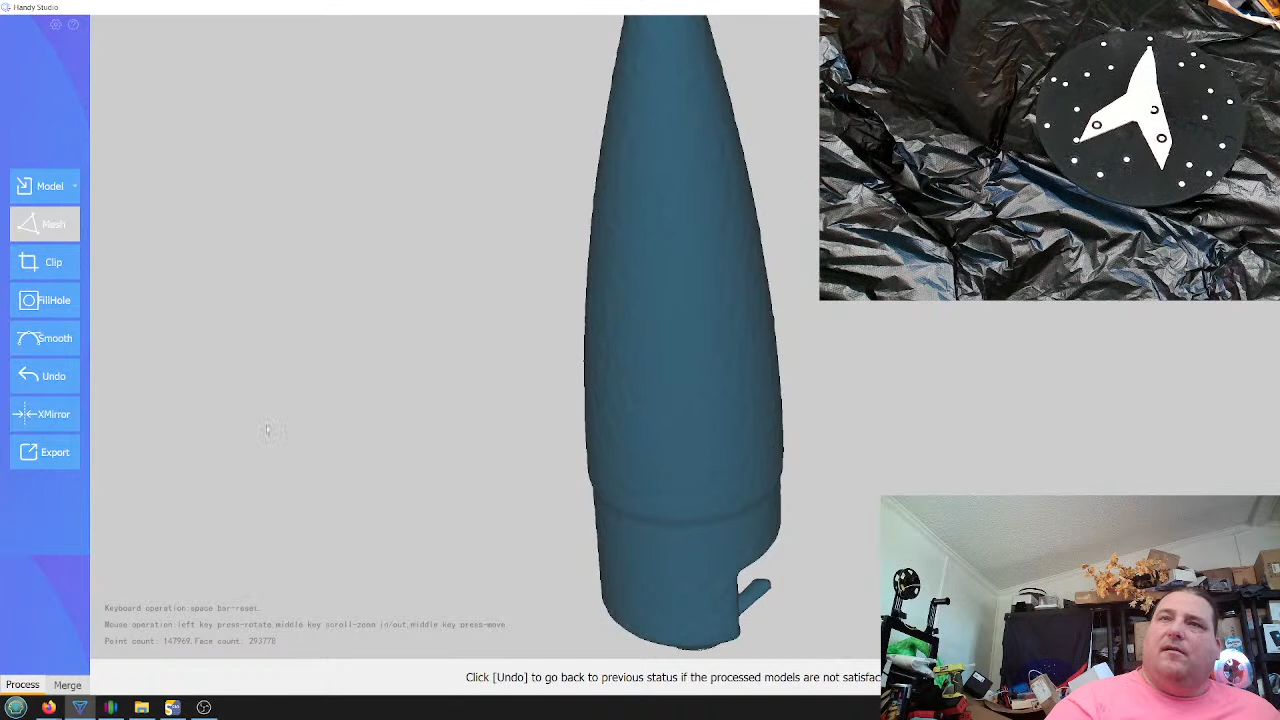 Handy Studio
Model
Mesh
Clip
FillHole
Smooth
Undo
XMirror
Export
Keyboard operation:space bar-reset.
Mouse operation:left key press-rotate,middle key scroll-zoom in/out,middle key press-move
Point count: 147969,Face count: 293778
Click [Undo] to go back to previous status if the processed models are not satisfac
Process
Merge